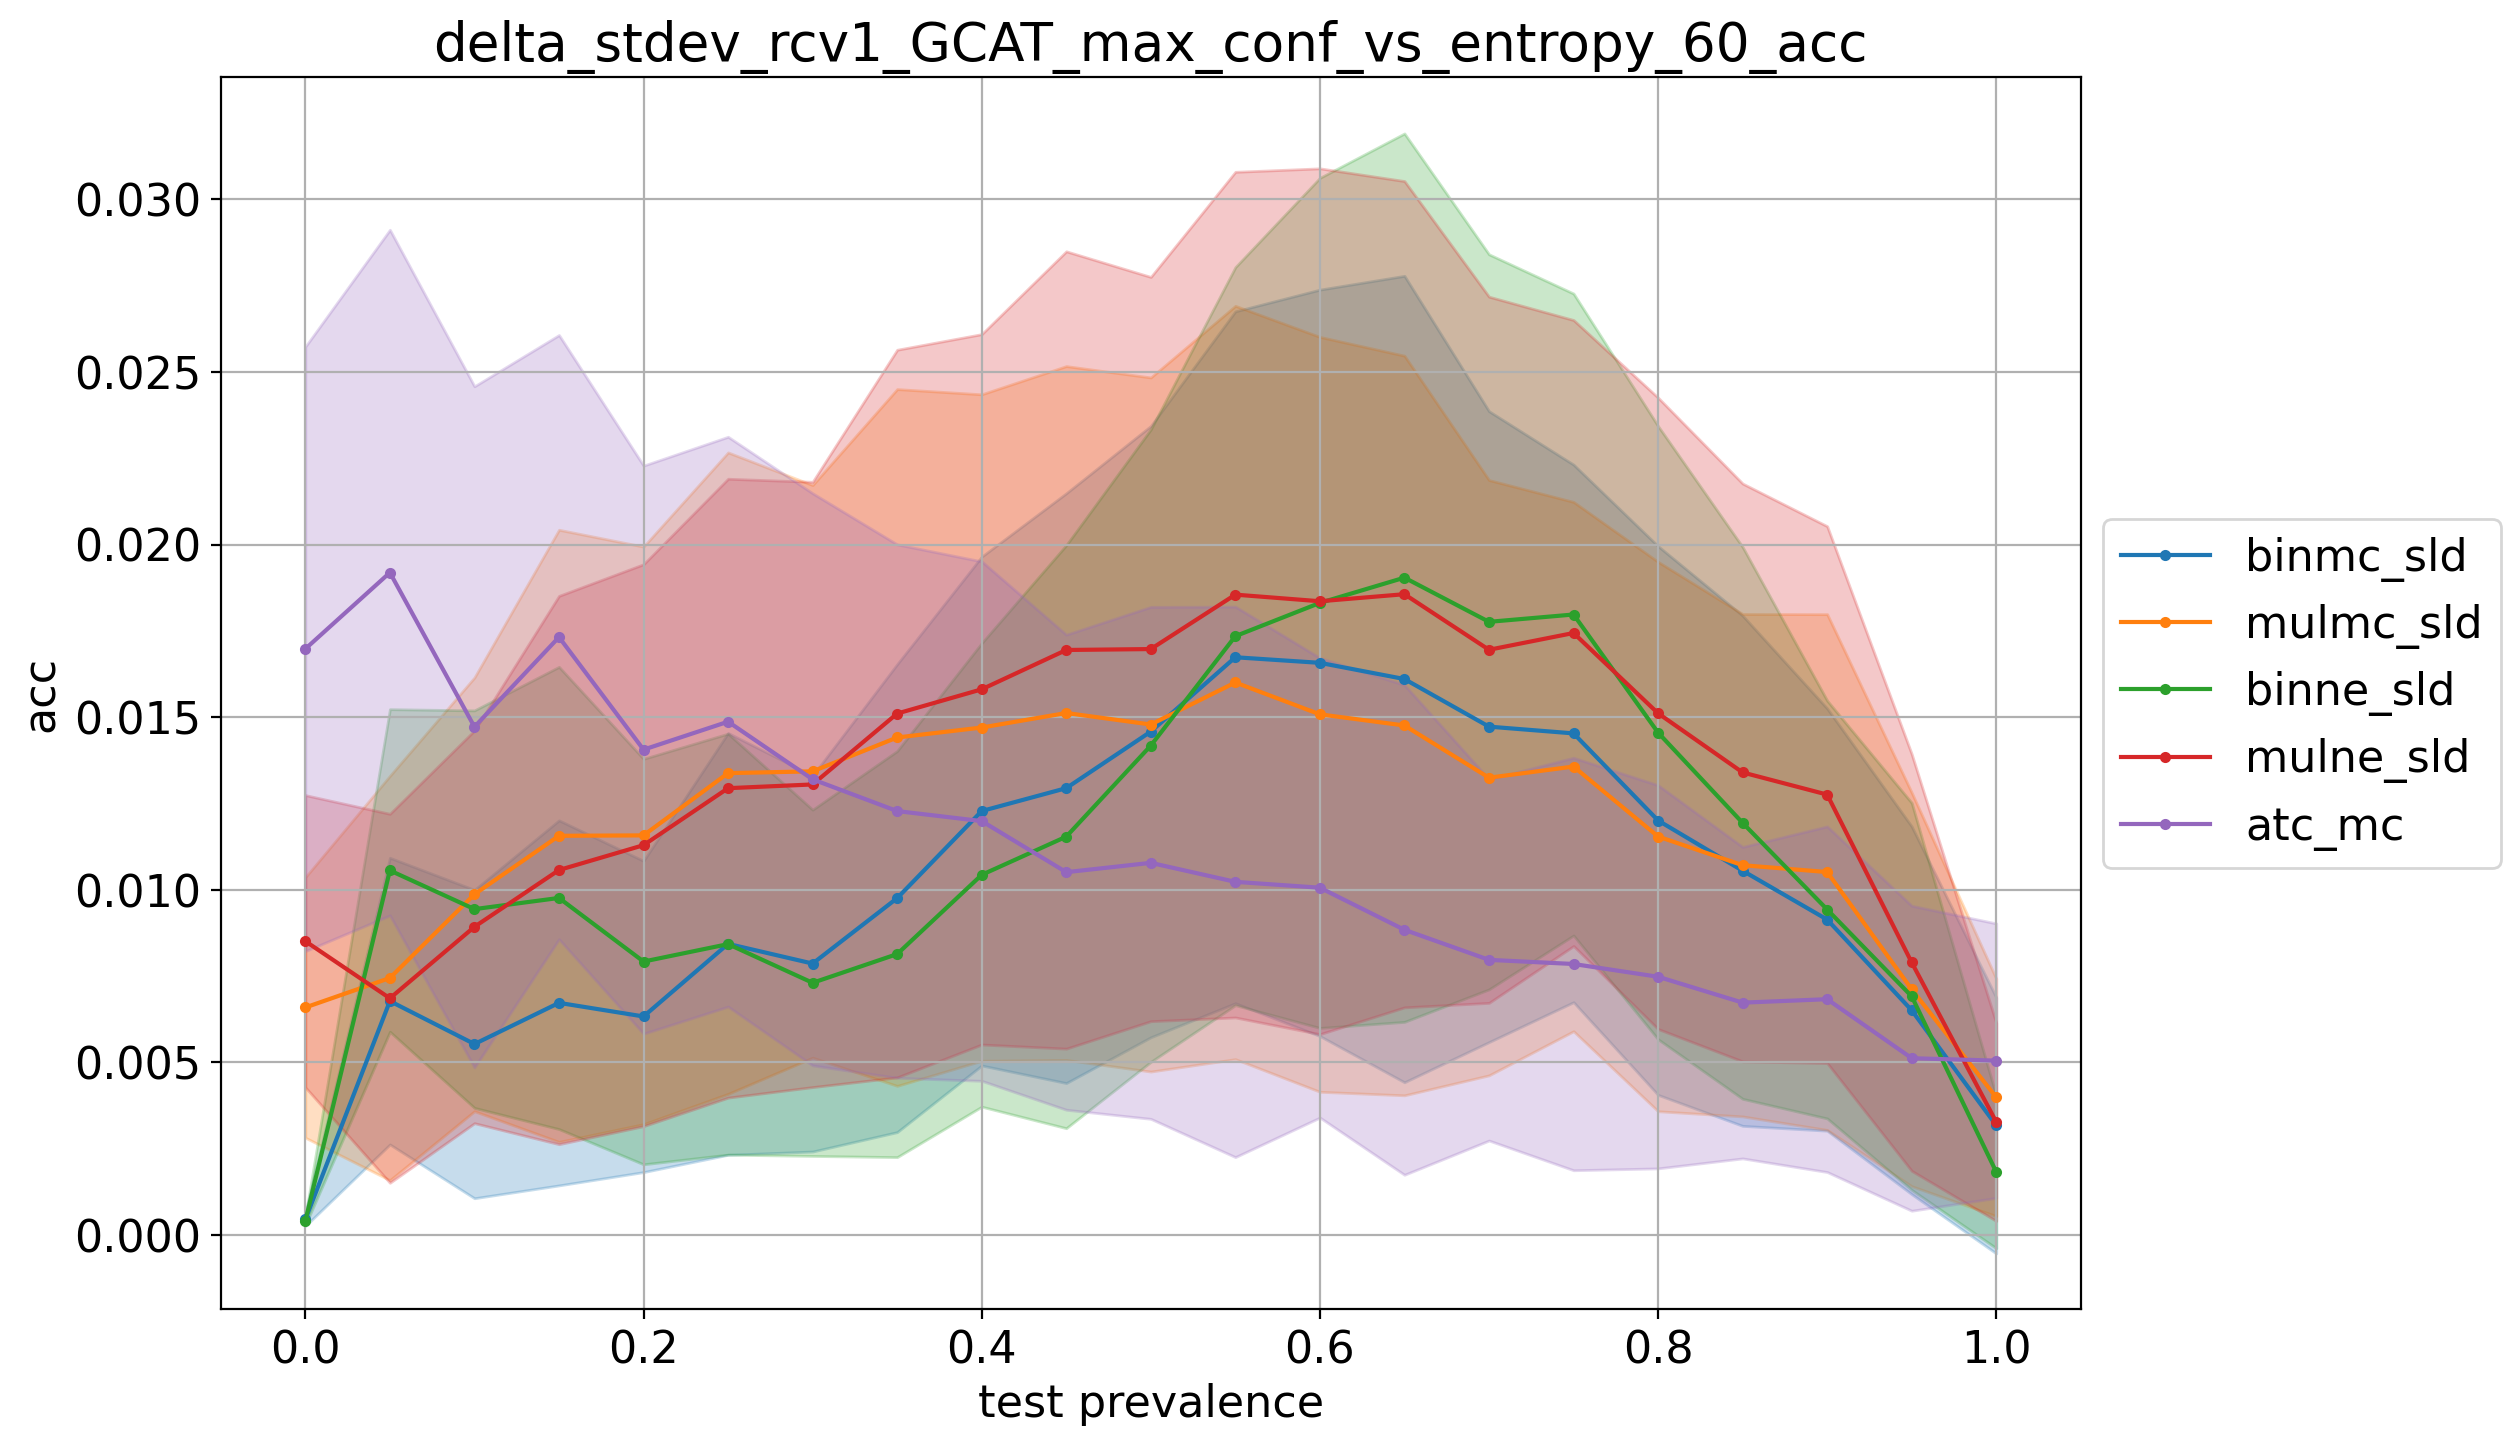 delta_stdev_rcv1_GCAT_max_conf_vs_entropy_60_acc
acc
0.030
0.025
0.020
0.015
0.010
0.005
0.000
0.0
0.2
0.4
0.6
0.8
1.0
test prevalence
binmc_sld
mulmc_sld
binne_sld
mulne_sld
atc_mc